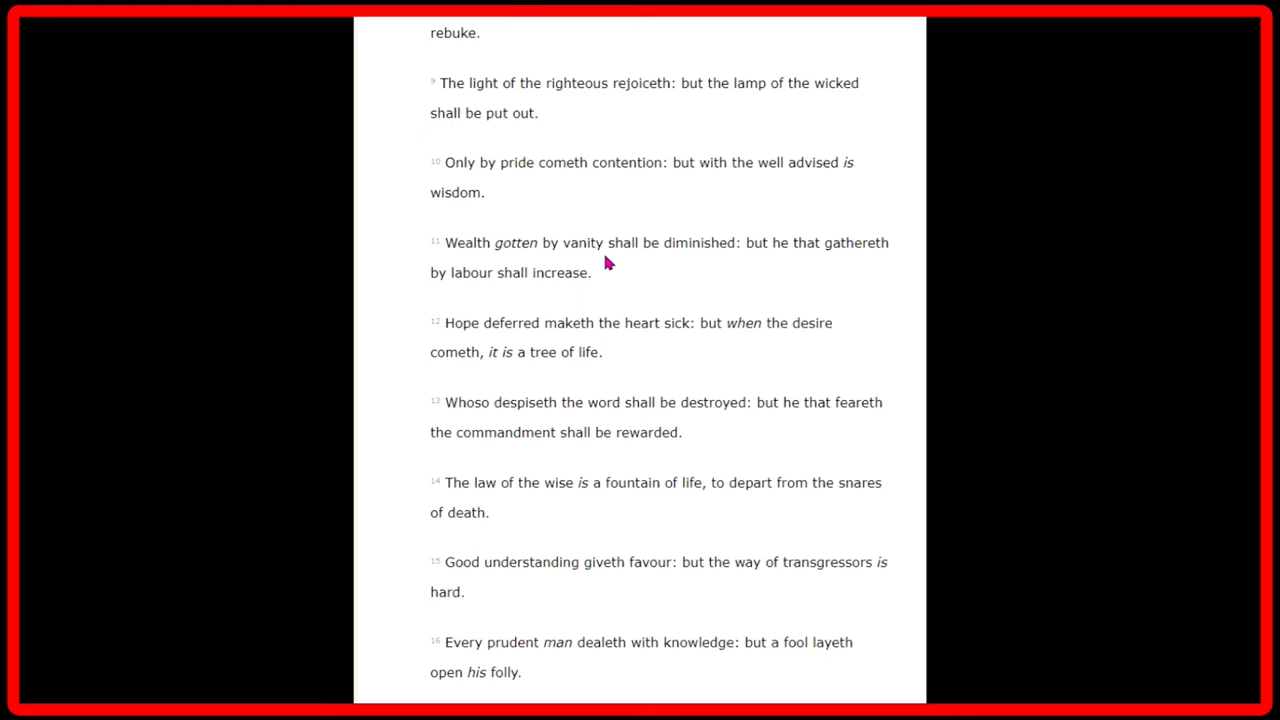 rebuke.
9 The light of the righteous rejoiceth: but the lamp of the wicked
shall be put out.
10 Only by pride cometh contention: but with the well advised is
wisdom.
11 Wealth gotten by vanity shall be diminished: but he that gathereth
by labour shall increase.
12 Hope deferred maketh the heart sick: but when the desire
cometh, it is a tree of life.
13 Whoso despiseth the word shall be destroyed: but he that feareth
the commandment shall be rewarded.
14 The law of the wise is a fountain of life, to depart from the snares
of death.
15 Good understanding giveth favour: but the way of transgressors is
hard.
16 Every prudent man dealeth with knowledge: but a fool layeth
open his folly.